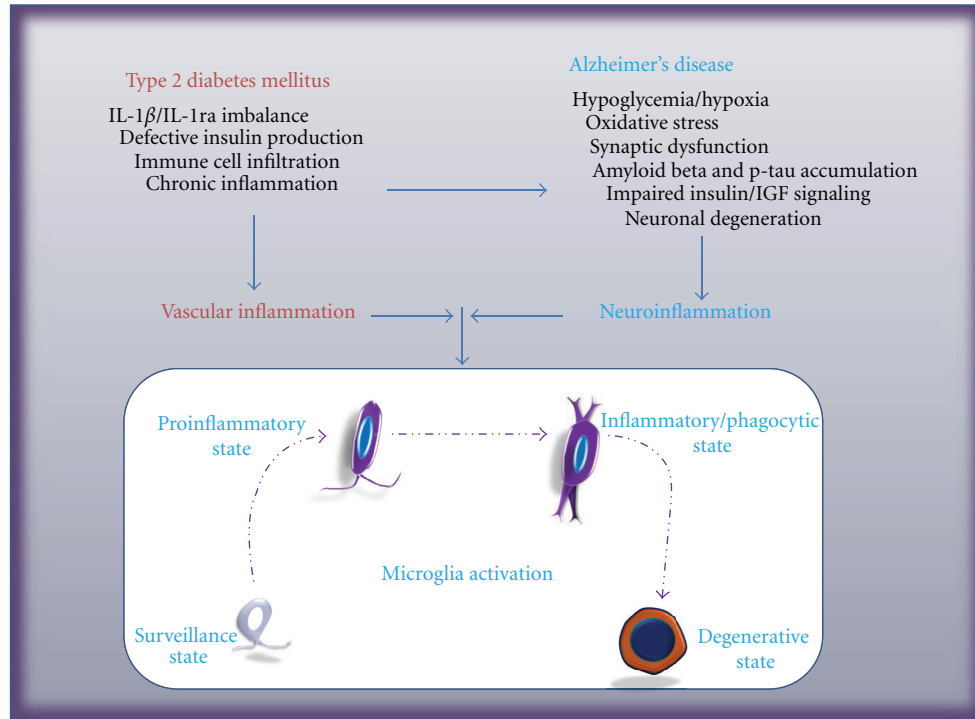 Type 2 diabetes mellitus
IL-1β/IL-1ra imbalance
Defective insulin production
Immune cell infiltration
Chronic inflammation
Alzheimer's disease
Hypoglycemia/hypoxia
Oxidative stress
Synaptic dysfunction
Amyloid beta and p-tau accumulation
Impaired insulin/IGF signaling
Neuronal degeneration
Vascular inflammation
Neuroinflammation
Proinflammatory
state
Inflammatory/phagocytic
state
Microglia activation
Surveillance
state
Degenerative
state